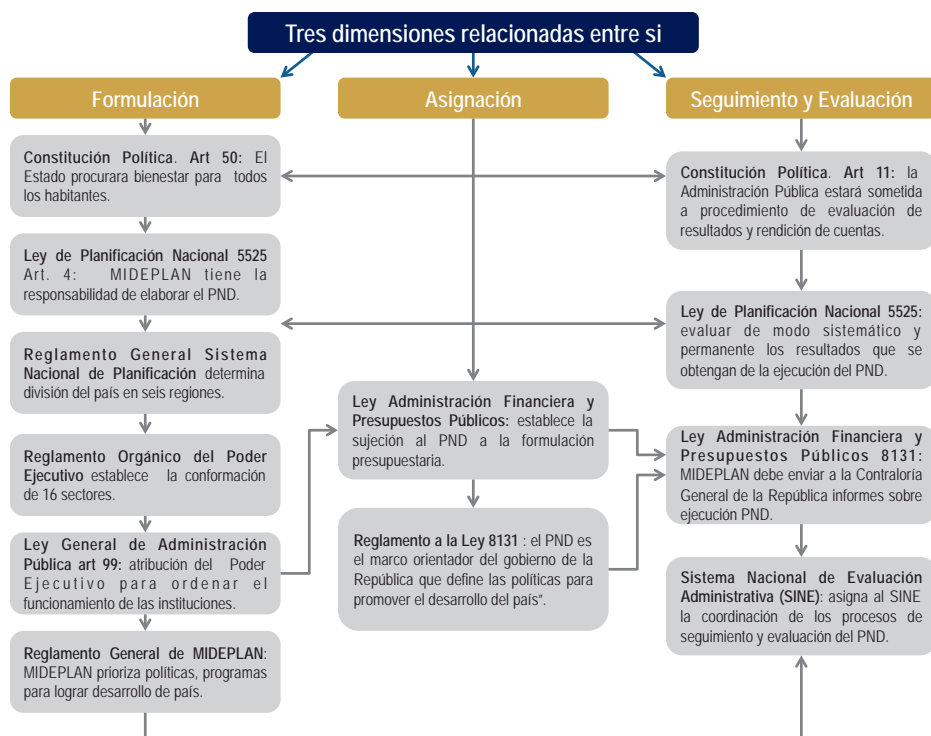 Tres dimensiones relacionadas entre si
Formulación
Constitución Política. Art 50: El
Estado procurara bienestar para todos
los habitantes.
Ley de Planificación Nacional 5525
Art. 4: MIDEPLAN tiene la
responsabilidad de elaborar el PND.
Reglamento General Sistema
Nacional de Planificación determina
división del país en seis regiones.
Reglamento Orgánico del Poder
Ejecutivo establece la conformación
de 16 sectores.
Ley General de Administración
Pública art 99: atribución del Poder
Ejecutivo para ordenar el
funcionamiento de las instituciones.
Reglamento General de MIDEPLAN:
MIDEPLAN prioriza políticas, programas
para lograr desarrollo de país.
Asignación
Ley Administración Financiera y
Presupuestos Públicos: establece la
sujeción al PND a la formulación
presupuestaria.
Reglamento a la Ley 8131 : el PND es
el marco orientador del gobierno de la
República que define las políticas para
promover el desarrollo del país”.
Seguimiento y Evaluación
Constitución Política. Art 11: la
Administración Pública estará sometida
a procedimiento de evaluación de
resultados y rendición de cuentas.
Ley de Planificación Nacional 5525:
evaluar de modo sistemático y
permanente los resultados que se
obtengan de la ejecución del PND.
Ley Administración Financiera y
Presupuestos Públicos 8131:
MIDEPLAN debe enviar a la Contraloría
General de la República informes sobre
ejecución PND.
Sistema Nacional de Evaluación
Administrativa (SINE): asigna al SINE
la coordinación de los procesos de
seguimiento y evaluación del PND.